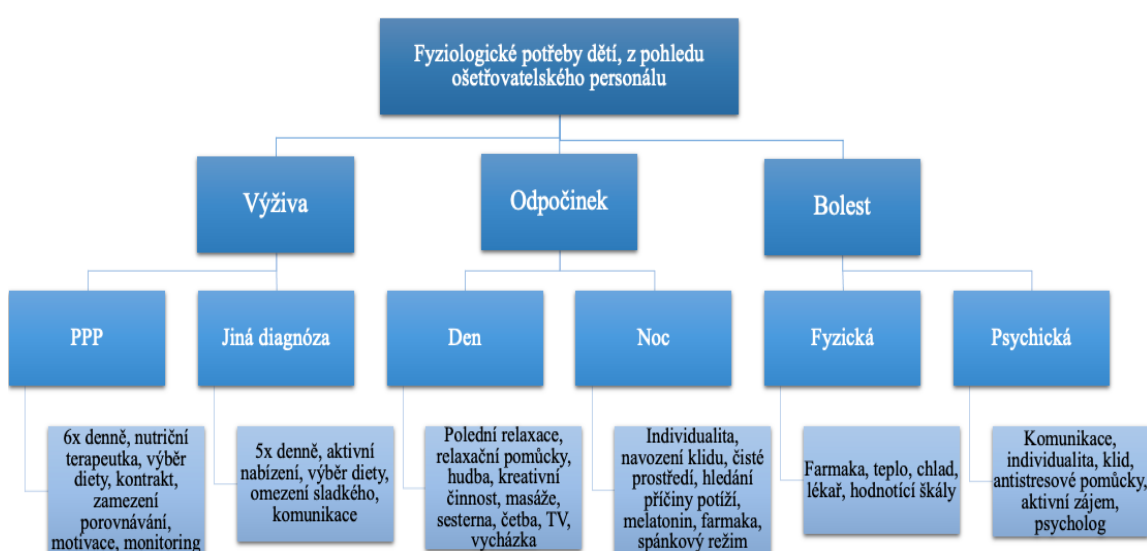 Fyziologické potřeby dětí, z pohledu
ošetřovatelského personálu
Výživa
Odpočinek
Bolest
PPP
Jiná diagnóza
Den
Noc
Fyzická
Psychická
6x denně, nutriční
terapeutka, výběr
diety, kontrakt,
zamezení
porovnávání,
motivace, monitoring
5x denně, aktivní
nabízení, výběr diety,
omezení sladkého,
komunikace
Polední relaxace,
relaxační pomůcky,
hudba, kreativní
činnost, masáže,
sesterna, četba, TV,
vycházka
Individualita,
navození klidu, čisté
prostředí, hledání
příčiny potíží,
melatonin, farmaka,
spánkový režim
Farmaka, teplo, chlad,
lékař, hodnotící škály
Komunikace,
individualita, klid,
antistresové pomůcky,
aktivní zájem,
psycholog